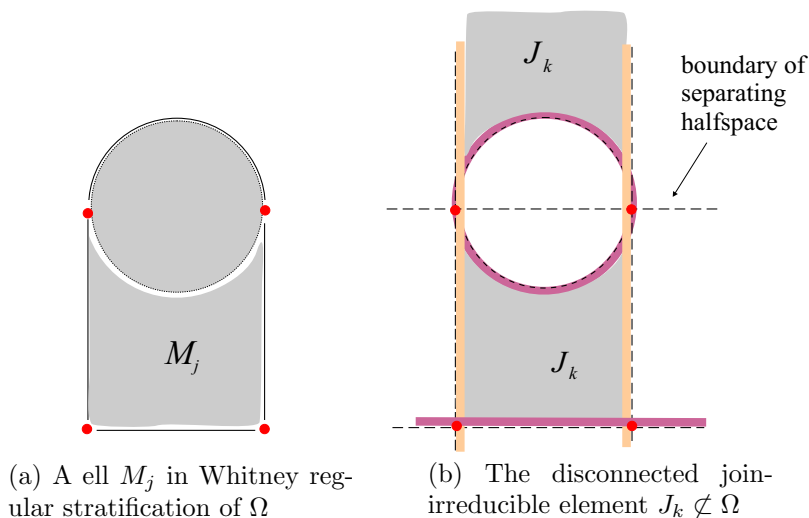 J_k
boundary of
separating
halfspace
M_j
J_k
(a) A ell M_j in Whitney reg-
ular stratification of Ω
(b) The disconnected join-
irreducible element J_k ⊄ Ω